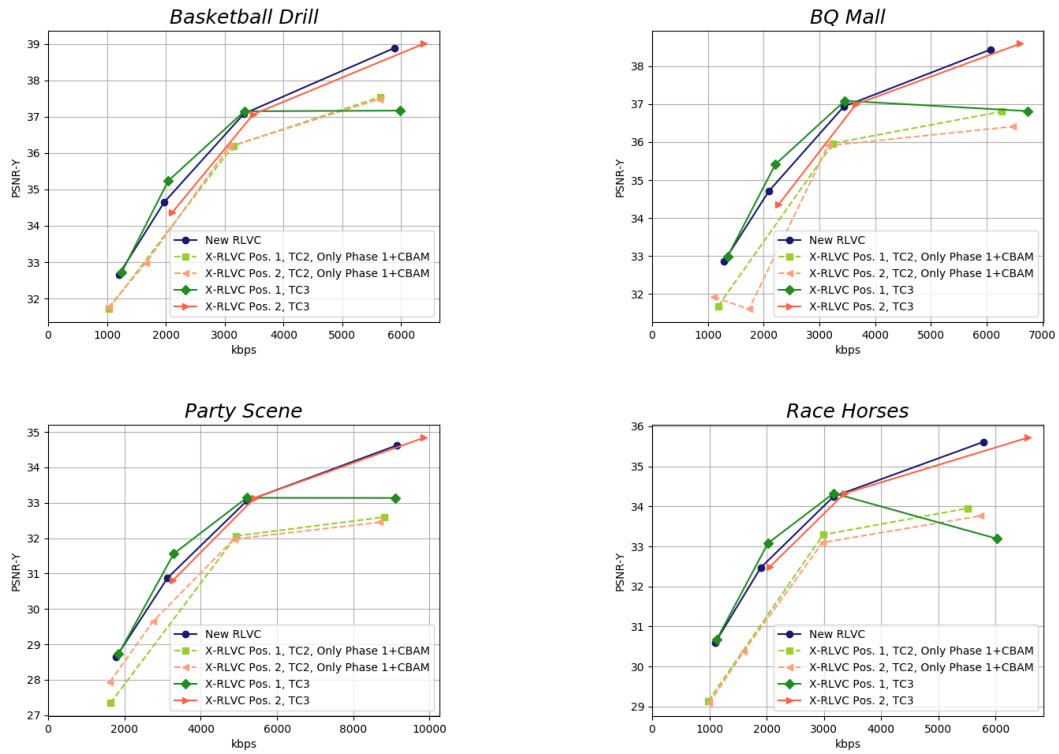 Basketball Drill
39
38
37
36
35
34
33
32
PSNR-Y
New RLVC
X-RLVC Pos. 1, TC2, Only Phase 1+CBAM
X-RLVC Pos. 2, TC2, Only Phase 1+CBAM
X-RLVC Pos. 1, TC3
X-RLVC Pos. 2, TC3
0 1000 2000 3000 4000 5000 6000
kbps
BQ Mall
38
37
36
35
34
33
32
PSNR-Y
New RLVC
X-RLVC Pos. 1, TC2, Only Phase 1+CBAM
X-RLVC Pos. 2, TC2, Only Phase 1+CBAM
X-RLVC Pos. 1, TC3
X-RLVC Pos. 2, TC3
0 1000 2000 3000 4000 5000 6000 7000
kbps
Party Scene
35
34
33
32
31
30
29
28
27
PSNR-Y
New RLVC
X-RLVC Pos. 1, TC2, Only Phase 1+CBAM
X-RLVC Pos. 2, TC2, Only Phase 1+CBAM
X-RLVC Pos. 1, TC3
X-RLVC Pos. 2, TC3
0 2000 4000 6000 8000 10000
kbps
Race Horses
36
35
34
33
32
31
30
29
PSNR-Y
New RLVC
X-RLVC Pos. 1, TC2, Only Phase 1+CBAM
X-RLVC Pos. 2, TC2, Only Phase 1+CBAM
X-RLVC Pos. 1, TC3
X-RLVC Pos. 2, TC3
0 1000 2000 3000 4000 5000 6000
kbps